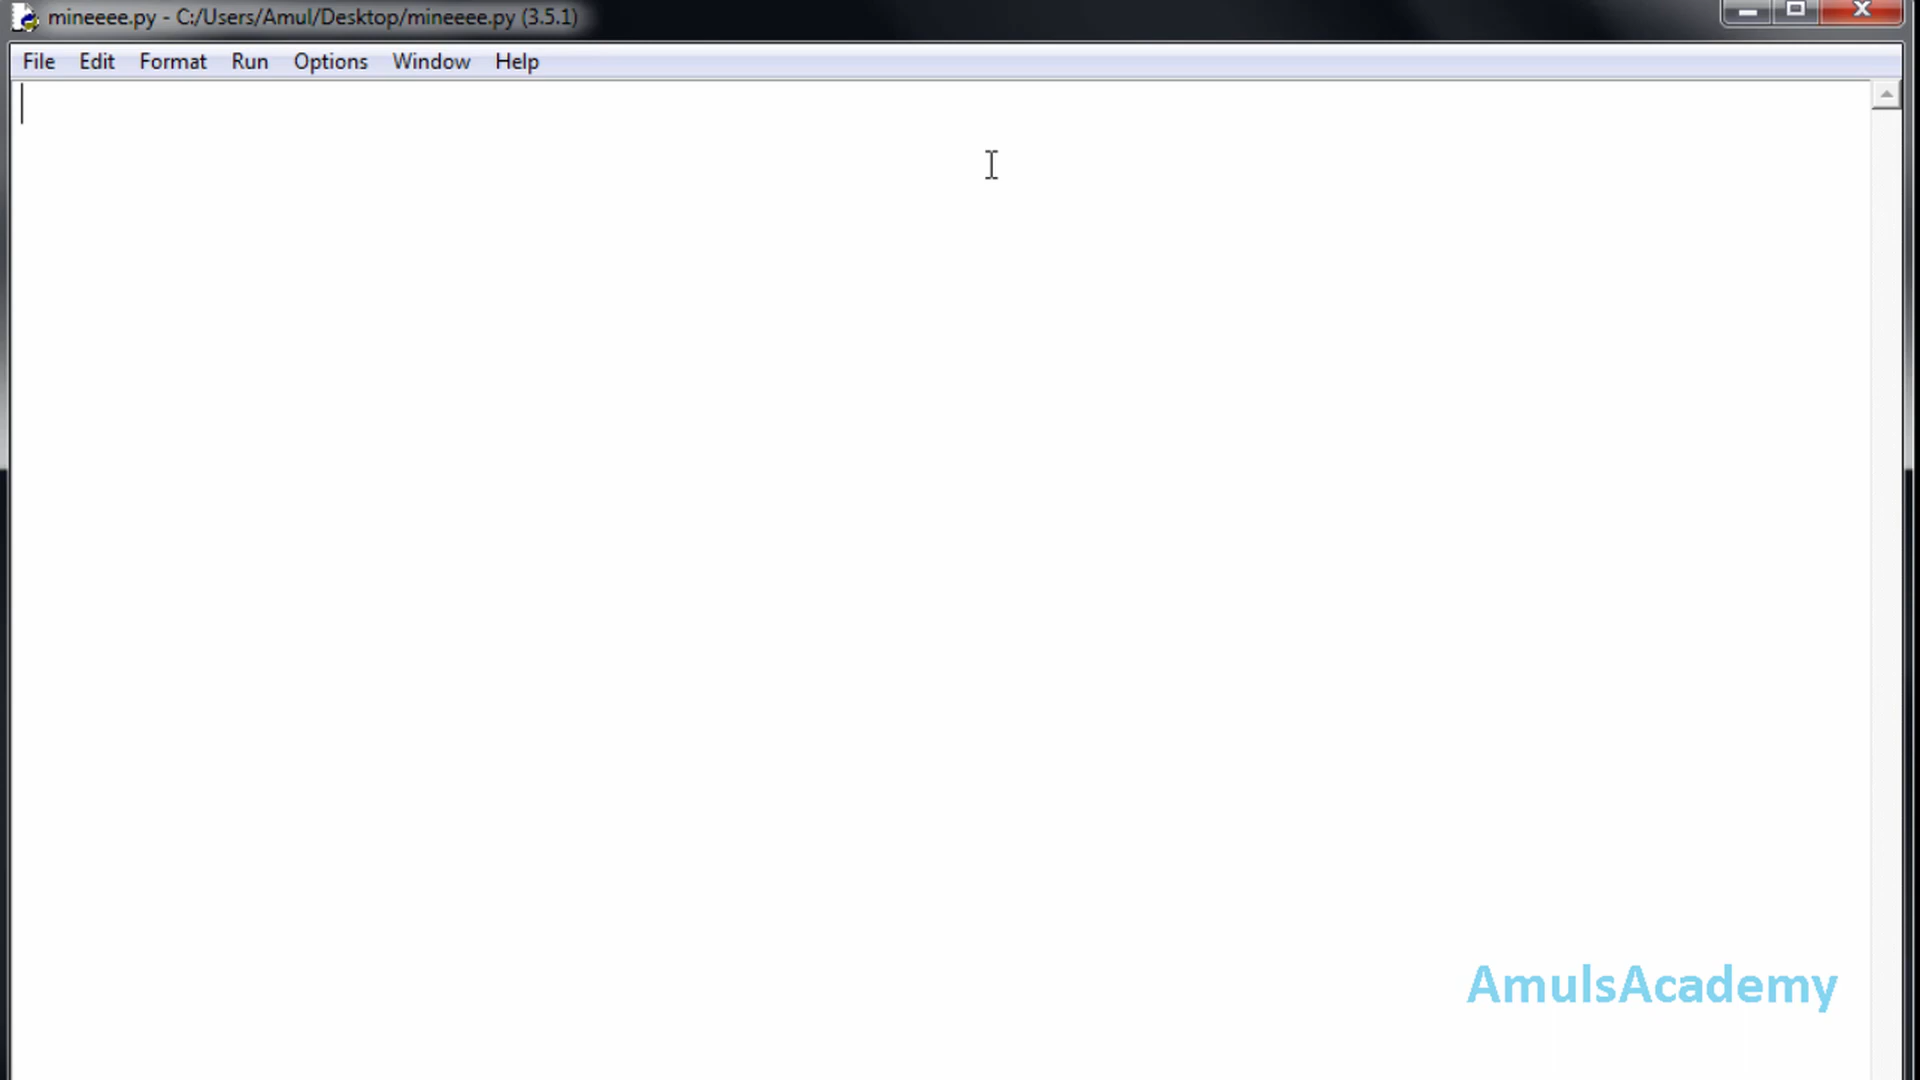 mineeee.py - C:/Users/Amul/Desktop/mineeee.py (3.5.1)
File Edit Format Run Options Window Help
AmulsAcademy